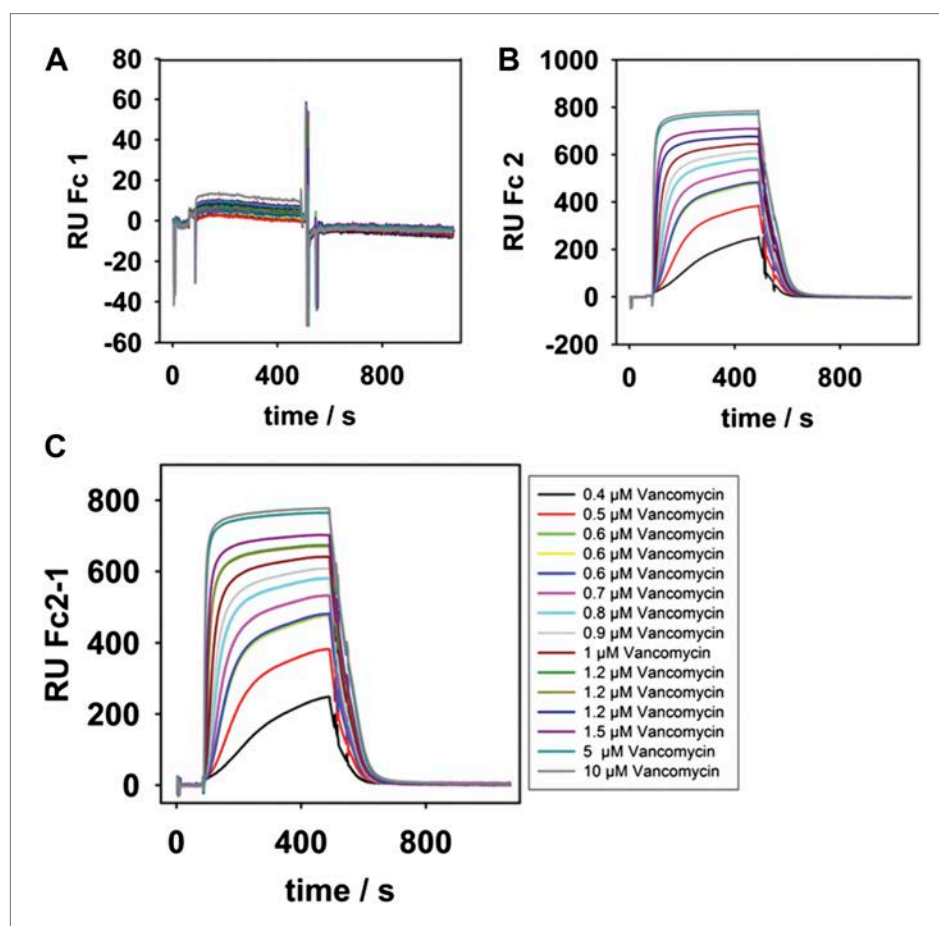 A
80
60
40
20
0
-20
-40
-60
RU Fc 1
0 400 800
time / s
B
1000
800
600
400
200
0
-200
RU Fc 2
0 400 800
time / s
C
800
600
400
200
0
RU Fc2-1
0 400 800
time / s
0.4 µM Vancomycin
0.5 µM Vancomycin
0.6 µM Vancomycin
0.6 µM Vancomycin
0.6 µM Vancomycin
0.7 µM Vancomycin
0.8 µM Vancomycin
0.9 µM Vancomycin
1 µM Vancomycin
1.2 µM Vancomycin
1.2 µM Vancomycin
1.2 µM Vancomycin
1.5 µM Vancomycin
5 µM Vancomycin
10 µM Vancomycin